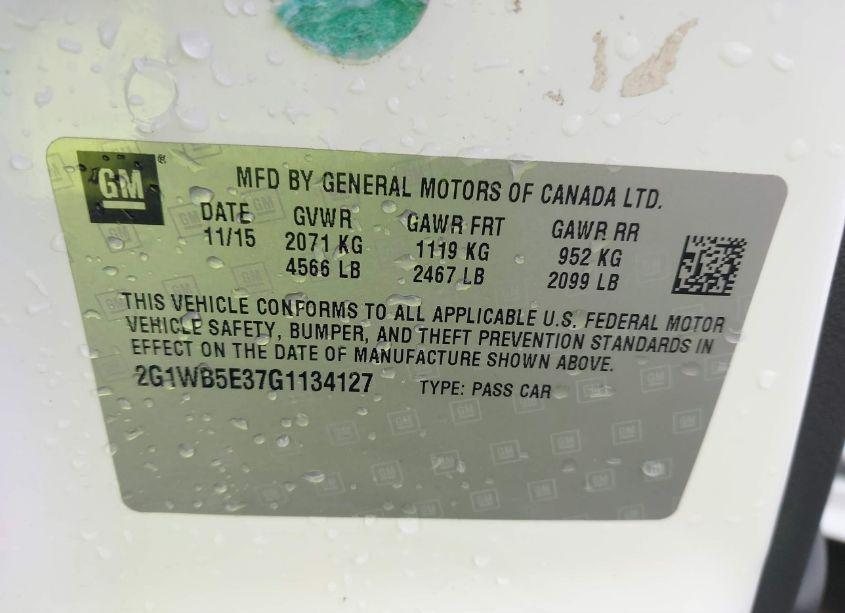 GM®
MFD BY GENERAL MOTORS OF CANADA LTD.
DATE GVWR GAWR FRT GAWR RR
11/15 2071 KG 1119 KG 952 KG
4566 LB 2467 LB 2099 LB
THIS VEHICLE CONFORMS TO ALL APPLICABLE U.S. FEDERAL MOTOR
VEHICLE SAFETY, BUMPER, AND THEFT PREVENTION STANDARDS IN
EFFECT ON THE DATE OF MANUFACTURE SHOWN ABOVE.
2G1WB5E37G1134127 TYPE: PASS CAR